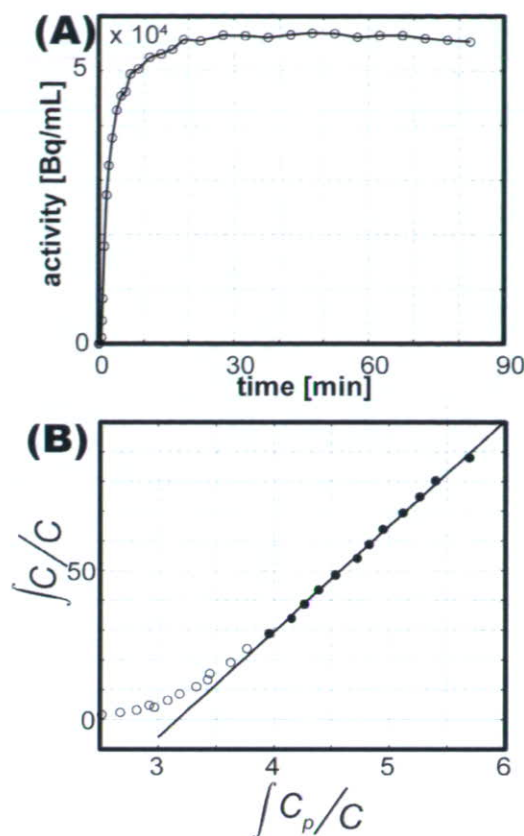 (A)
x 10⁴
5
0
activity [Bq/mL]
0 30 60 90
time [min]
(B)
50
0
∫C/C
3 4 5 6
∫Cₚ/C